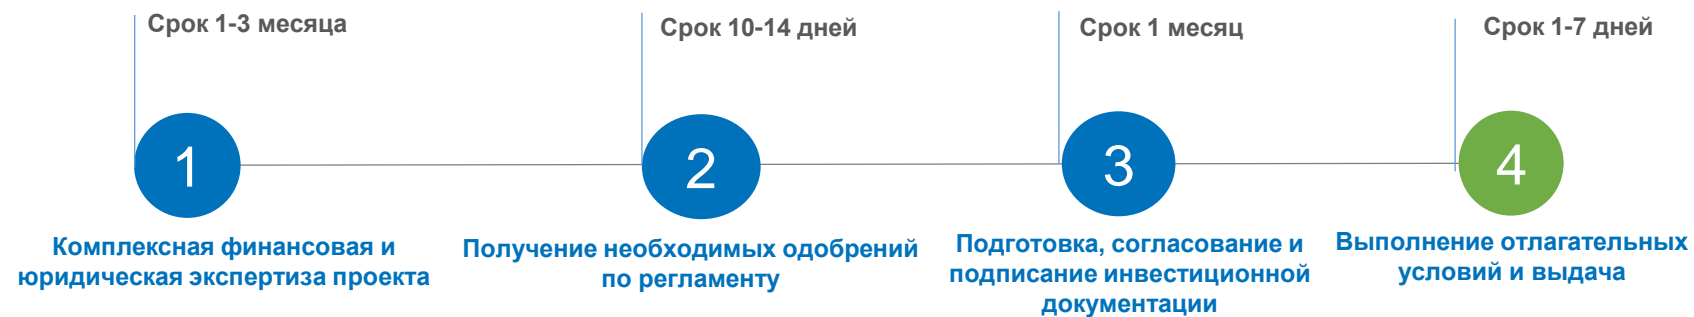 Срок 1-3 месяца
Срок 10-14 дней
Срок 1 месяц
Срок 1-7 дней
1
2
3
4
Комплексная финансовая и
юридическая экспертиза проекта
Получение необходимых одобрений
по регламенту
Подготовка, согласование и
подписание инвестиционной
документации
Выполнение отлагательных
условий и выдача